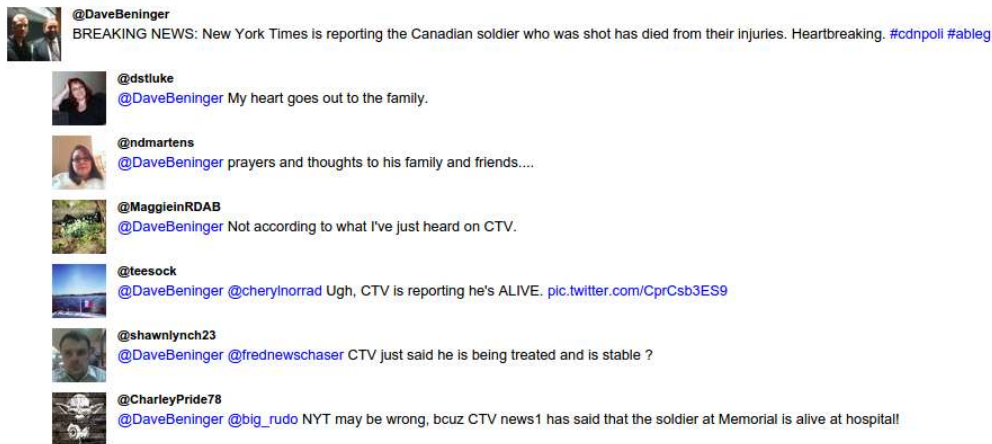 @DaveBeninger
BREAKING NEWS: New York Times is reporting the Canadian soldier who was shot has died from their injuries. Heartbreaking. #cdnpoli #ableg
@dstluke
@DaveBeninger My heart goes out to the family.
@ndmartens
@DaveBeninger prayers and thoughts to his family and friends....
@MaggieinRDAB
@DaveBeninger Not according to what I've just heard on CTV.
@teesock
@DaveBeninger @cherylnorrad Ugh, CTV is reporting he's ALIVE. pic.twitter.com/CprCsb3ES9
@shawnlynch23
@DaveBeninger @frednewschaser CTV just said he is being treated and is stable ?
@CharleyPride78
@DaveBeninger @big_rudo NYT may be wrong, bcuz CTV news1 has said that the soldier at Memorial is alive at hospital!